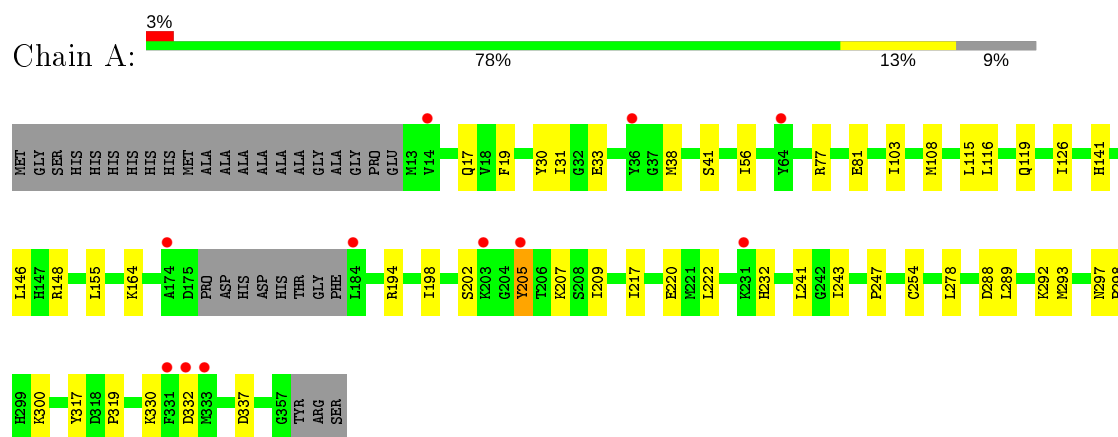 3%
Chain A:
78% 13% 9%
MET GLY SER HIS HIS HIS HIS HIS HIS MET ALA ALA ALA ALA ALA ALA GLY ALA GLY PRO GLU M13 V14 Q17 V18 F19 Y30 I31 G32 E33 Y36 G37 M38 S41 I56 Y64 R77 E81 I103 M108 L115 L116 Q119 I126 H141
L146 H147 R148 L155 K164 A174 D175 PRO ASP HIS ASP HIS THR GLY PHE L184 R194 I198 S202 K203 G204 Y205 T206 K207 S208 I209 I217 E220 M221 L222 K231 H232 L241 G242 I243 P247 C254 L278 D288 L289 K292 M293 N297 P298
H299 K300 Y317 D318 P319 K330 F331 D332 M333 D337 G357 TYR ARG SER